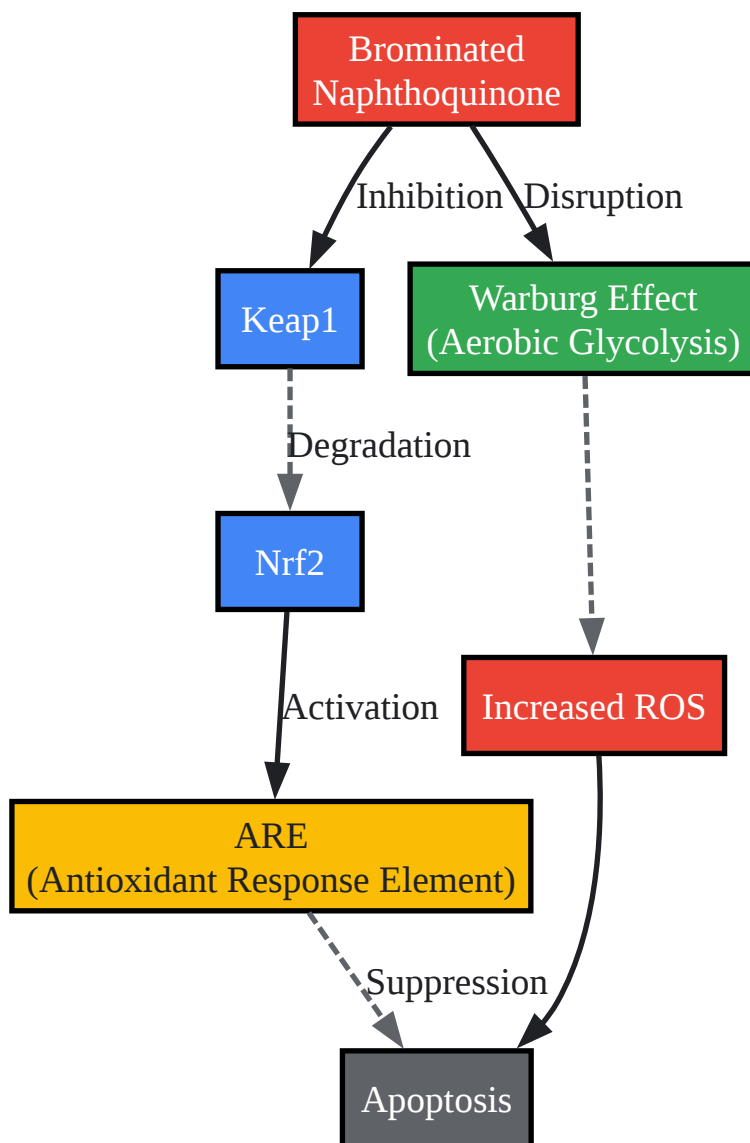 Brominated
Naphthoquinone
Inhibition
Disruption
Keap1
Warburg Effect
(Aerobic Glycolysis)
Degradation
Nrf2
Increased ROS
Activation
ARE
(Antioxidant Response Element)
Suppression
Apoptosis